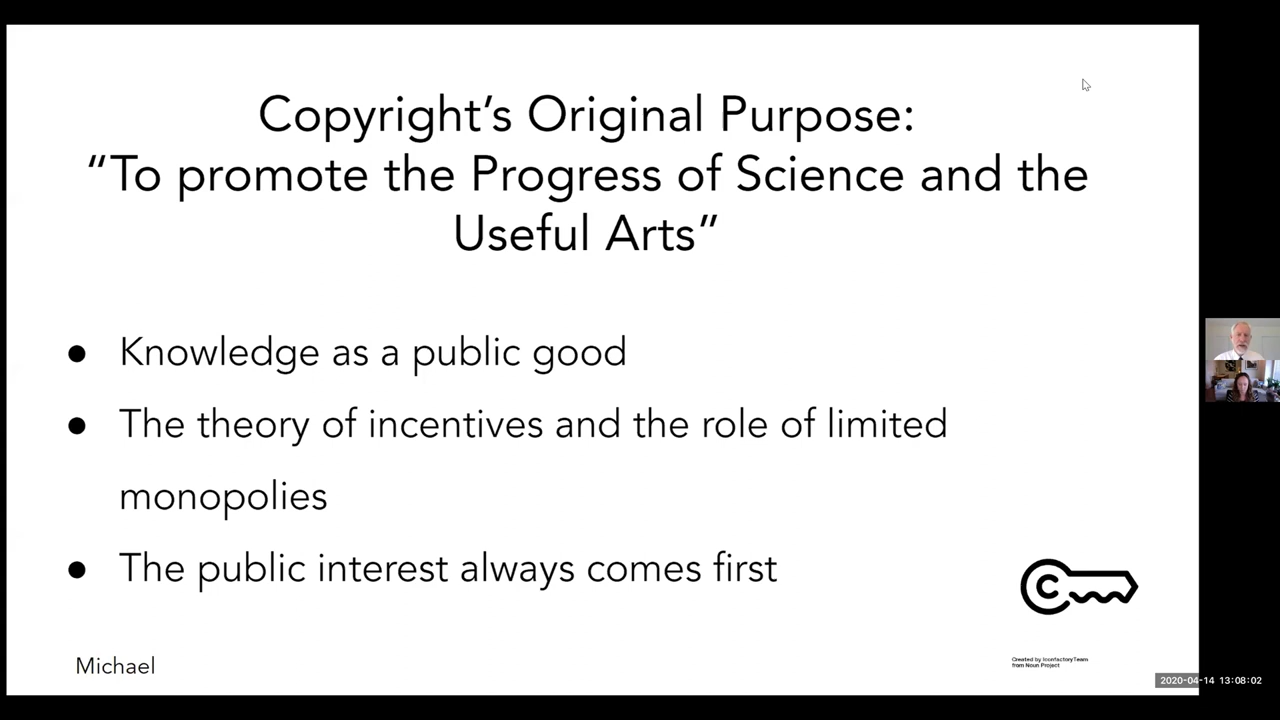 Copyright’s Original Purpose:
“To promote the Progress of Science and the
Useful Arts”
● Knowledge as a public good
● The theory of incentives and the role of limited
monopolies
● The public interest always comes first
C
Michael
Created by IconfactoryTeam
from Noun Project
2020-04-14 13:08:02